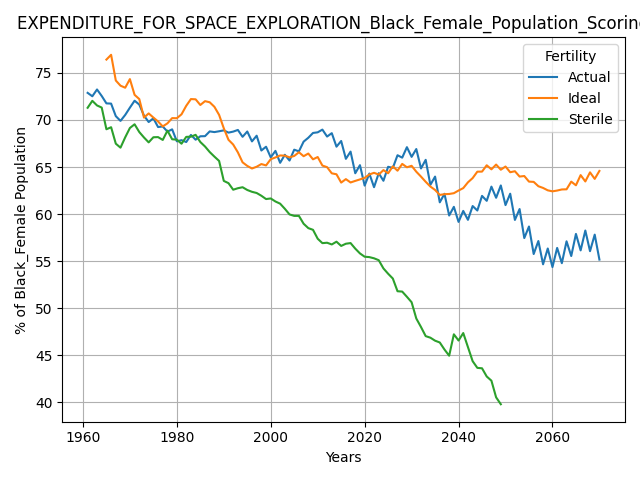 EXPENDITURE_FOR_SPACE_EXPLORATION_Black_Female_Population_Scoring
Fertility
Actual
Ideal
Sterile
% of Black_Female Population
75
70
65
60
55
50
45
40
1960 1980 2000 2020 2040 2060
Years